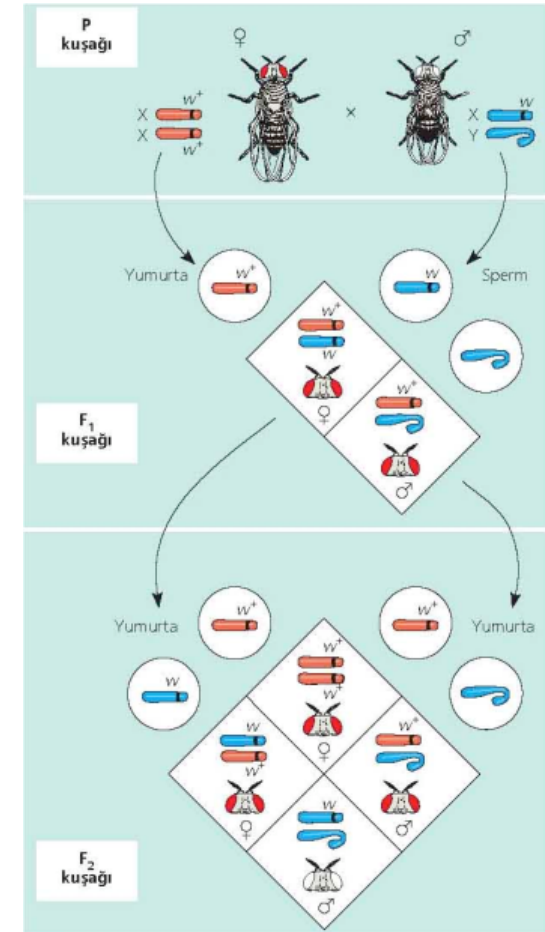 P
kuşağı
♀
♂
X w⁺
X w⁺
×
X w
Y
Yumurta
w⁺
w
Sperm
w⁺
w
♀
w⁺
♂
F₁
kuşağı
Yumurta
w⁺
w⁺
Yumurta
w
w⁺
w⁺
♀
w
w⁺
♀
w⁺
♂
w
♂
F₂
kuşağı